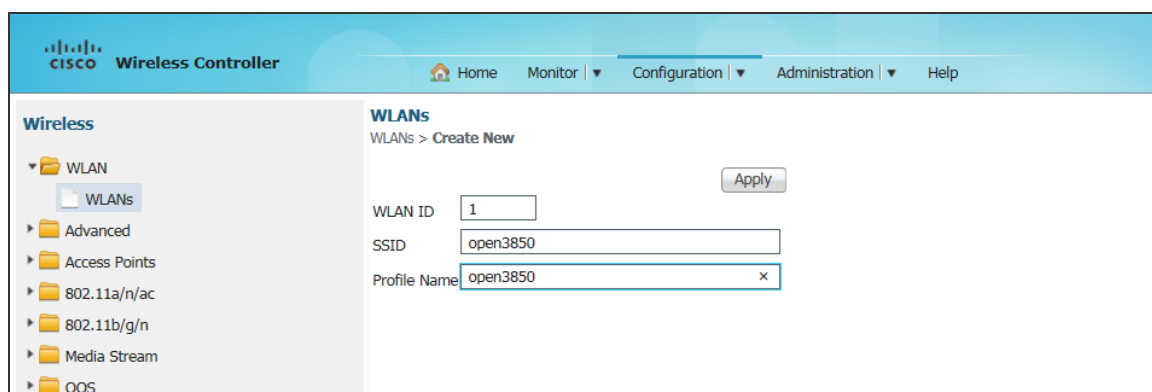 CISCO Wireless Controller
Home Monitor Configuration Administration Help
Wireless
WLAN
WLANs
Advanced
Access Points
802.11a/n/ac
802.11b/g/n
Media Stream
QOS
WLANs
WLANs > Create New
Apply
WLAN ID 1
SSID open3850
Profile Name open3850 ×